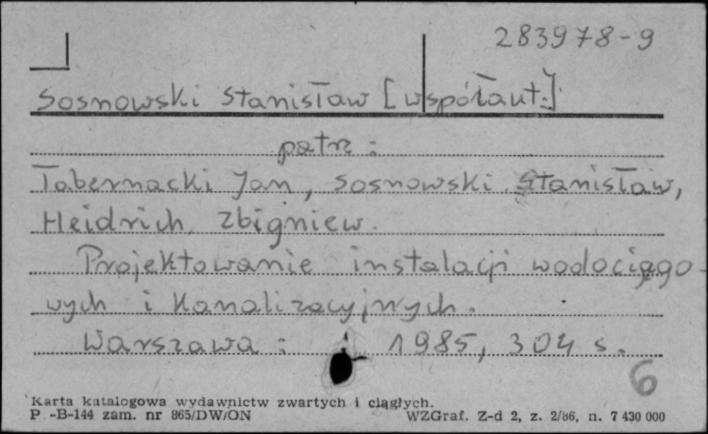 283978-9
Sosnowski Stanisław [współaut.]
patrz:
Tabernacki Jan, Sosnowski Stanisław,
Heidrich Zbigniew.
Projektowanie instalacji wodociągo-
wych i kanalizacyjnych.
Warszawa: 1985, 304 s.
6
Karta katalogowa wydawnictw zwartych i ciągłych.
P -B-144 zam. nr 865/DW/ON WZGraf. Z-d 2, z. 2/86, n. 7 430 000